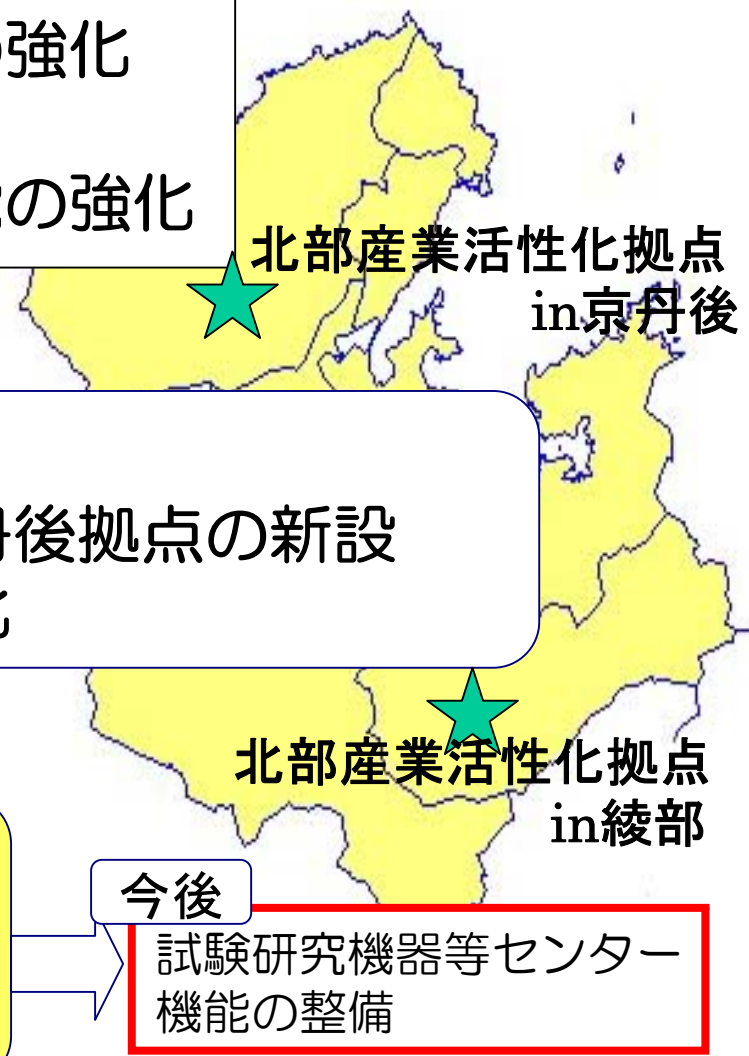 強化
の強化
北部産業活性化拠点
in京丹後
後拠点の新設
北部産業活性化拠点
in綾部
今後
試験研究機器等センター
機能の整備